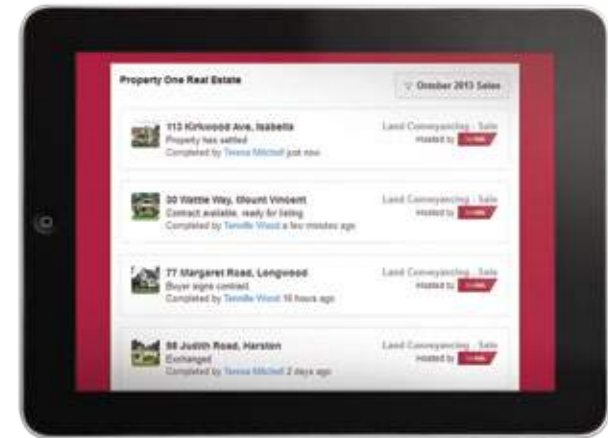 Property One Real Estate
October 2013 Sales
113 Kirkwood Ave, Isabella
Property has settled
Completed by Teresa Mitchell just now
Land Conveyancing - Sale
Hosted by
30 Wattle Way, Mount Vincent
Contract available, ready for listing
Completed by Tennille Wood a few minutes ago
Land Conveyancing - Sale
Hosted by
77 Margaret Road, Longwood
Buyer signs contract
Completed by Tennille Wood 16 hours ago
Land Conveyancing - Sale
Hosted by
Judith Road, Harston
Exchanged
Completed by Teresa Mitchell 2 days ago
Land Conveyancing - Sale
Hosted by